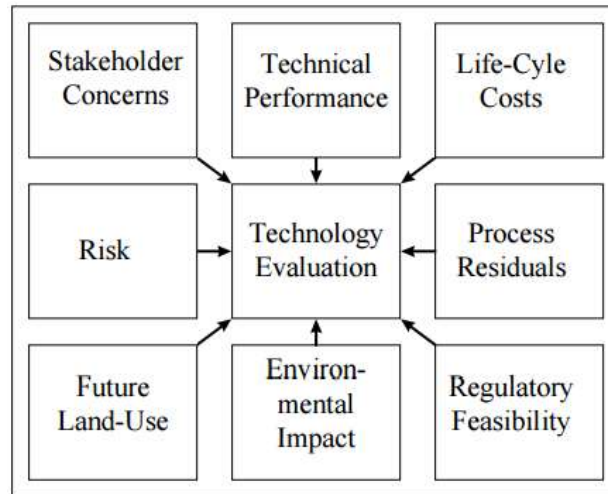 Stakeholder
Concerns
Technical
Performance
Life-Cyle
Costs
Risk
Technology
Evaluation
Process
Residuals
Future
Land-Use
Environ-
mental
Impact
Regulatory
Feasibility